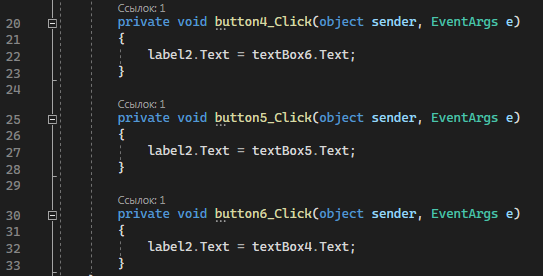 Ссылок: 1
20 private void button4_Click(object sender, EventArgs e)
21 {
22 label2.Text = textBox6.Text;
23 }
24
Ссылок: 1
25 private void button5_Click(object sender, EventArgs e)
26 {
27 label2.Text = textBox5.Text;
28 }
29
Ссылок: 1
30 private void button6_Click(object sender, EventArgs e)
31 {
32 label2.Text = textBox4.Text;
33 }